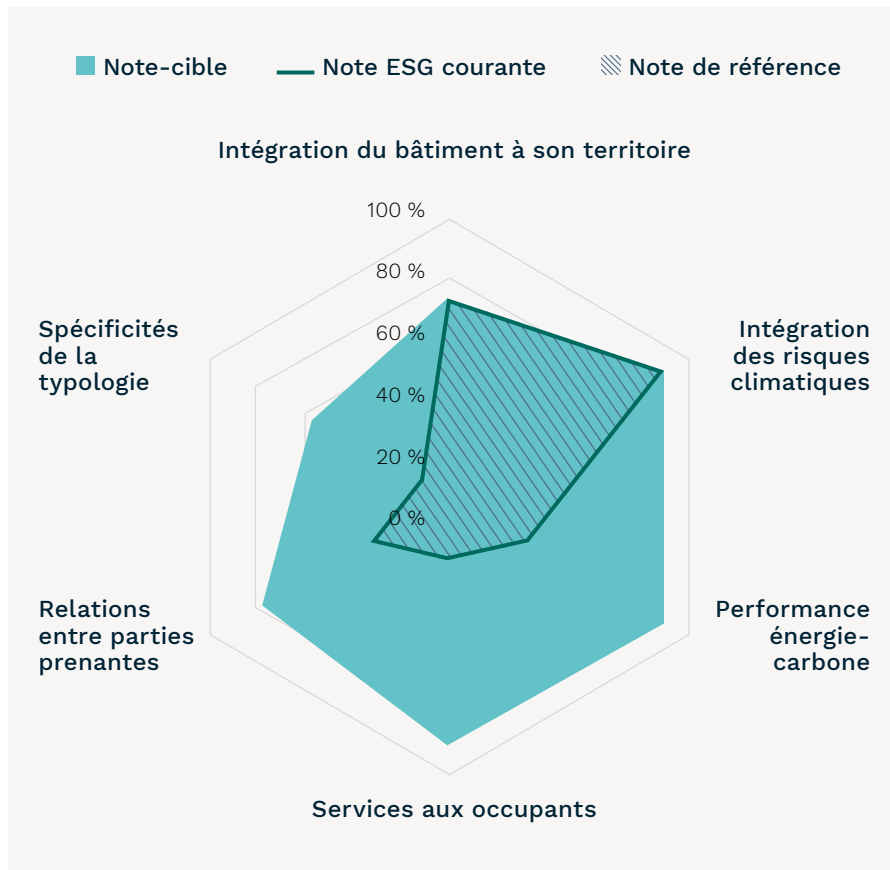 Note-cible
Note ESG courante
Note de référence
Intégration du bâtiment à son territoire
100 %
80 %
60 %
40 %
20 %
0 %
Spécificités
de la
typologie
Intégration
des risques
climatiques
Relations
entre parties
prenantes
Performance
énergie-
carbone
Services aux occupants